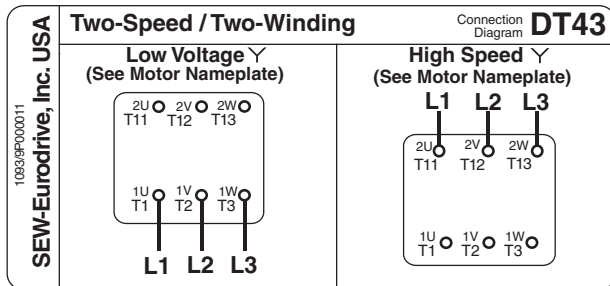 1093/9P000011
SEW-Eurodrive, Inc. USA
Two-Speed / Two-Winding
Connection Diagram DT43
Low Voltage Y
(See Motor Nameplate)
2U 2V 2W
T11 T12 T13
1U 1V 1W
T1 T2 T3
L1 L2 L3
High Speed Y
(See Motor Nameplate)
L1 L2 L3
2U 2V 2W
T11 T12 T13
1U 1V 1W
T1 T2 T3